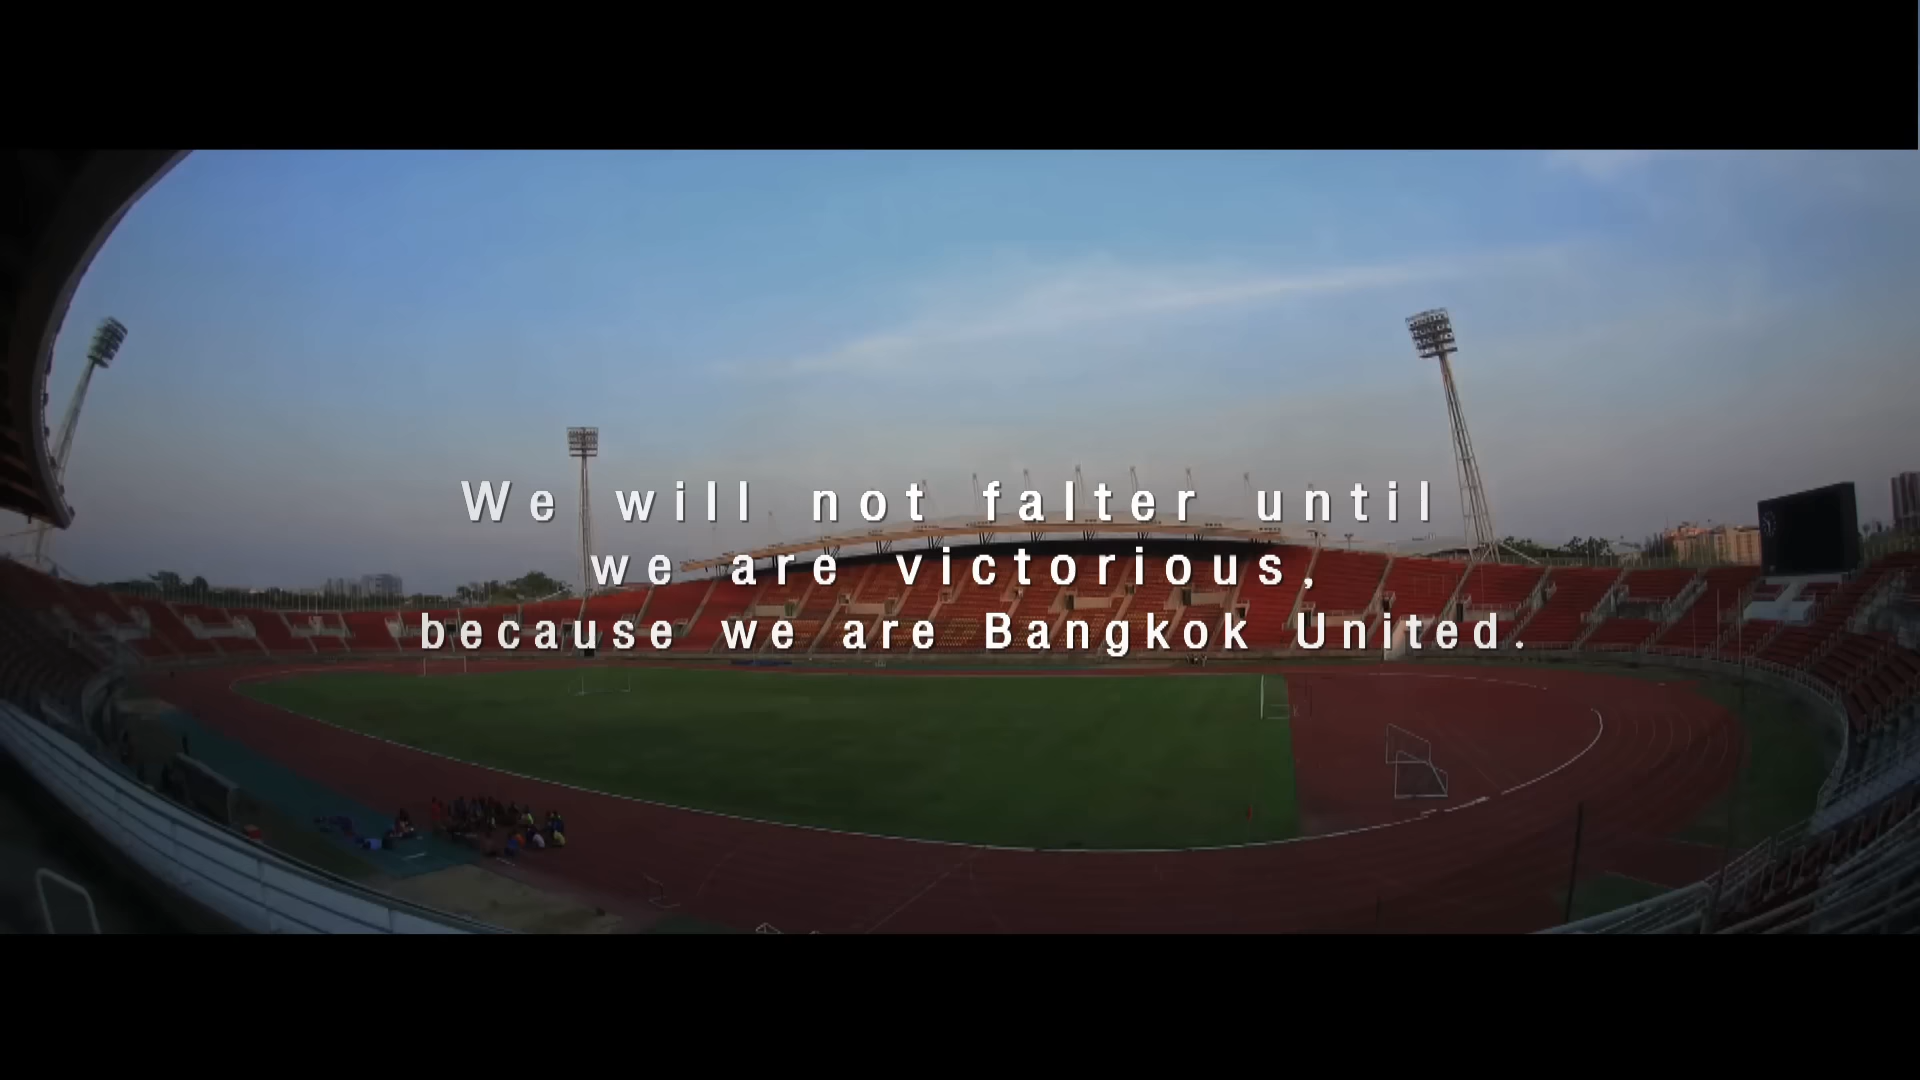 We will not falter until
we are victorious,
because we are Bangkok United.